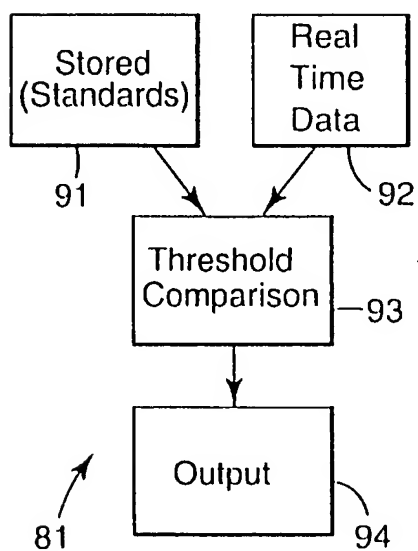 Stored
(Standards)
91
Real
Time
Data
92
Threshold
Comparison
93
Output
81
94